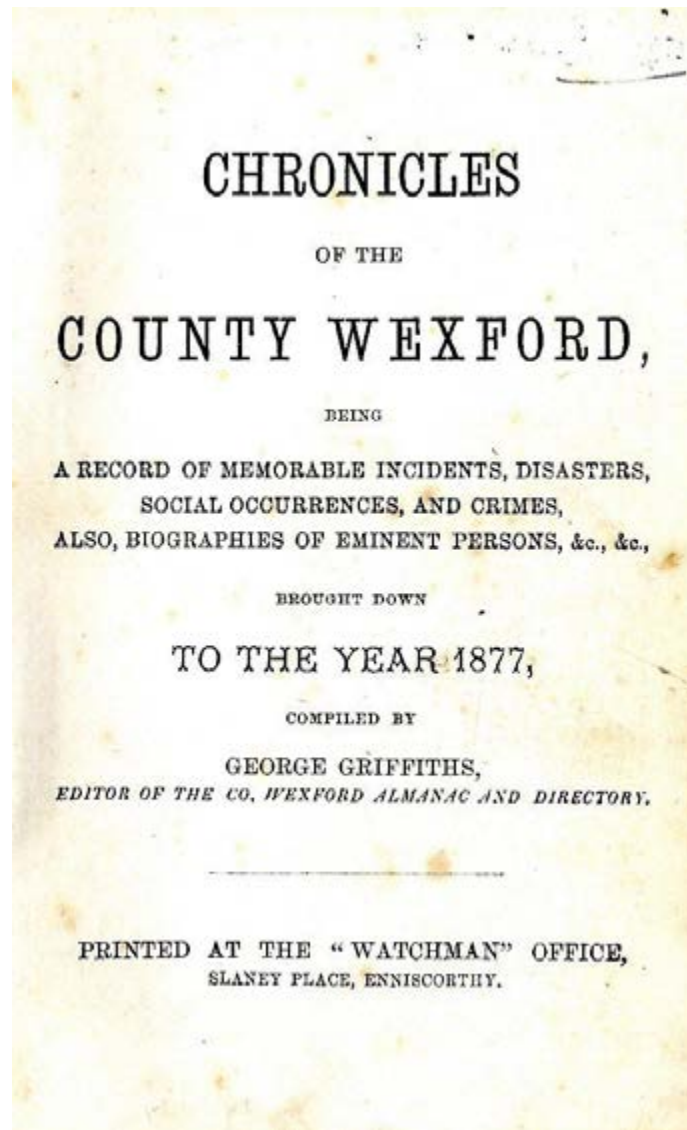 CHRONICLES
OF THE
COUNTY WEXFORD,
BEING
A RECORD OF MEMORABLE INCIDENTS, DISASTERS,
SOCIAL OCCURRENCES, AND CRIMES,
ALSO, BIOGRAPHIES OF EMINENT PERSONS, &c., &c.,
BROUGHT DOWN
TO THE YEAR 1877,
COMPILED BY
GEORGE GRIFFITHS,
EDITOR OF THE CO. WEXFORD ALMANAC AND DIRECTORY.
PRINTED AT THE “WATCHMAN” OFFICE,
SLANEY PLACE, ENNISCORTHY.